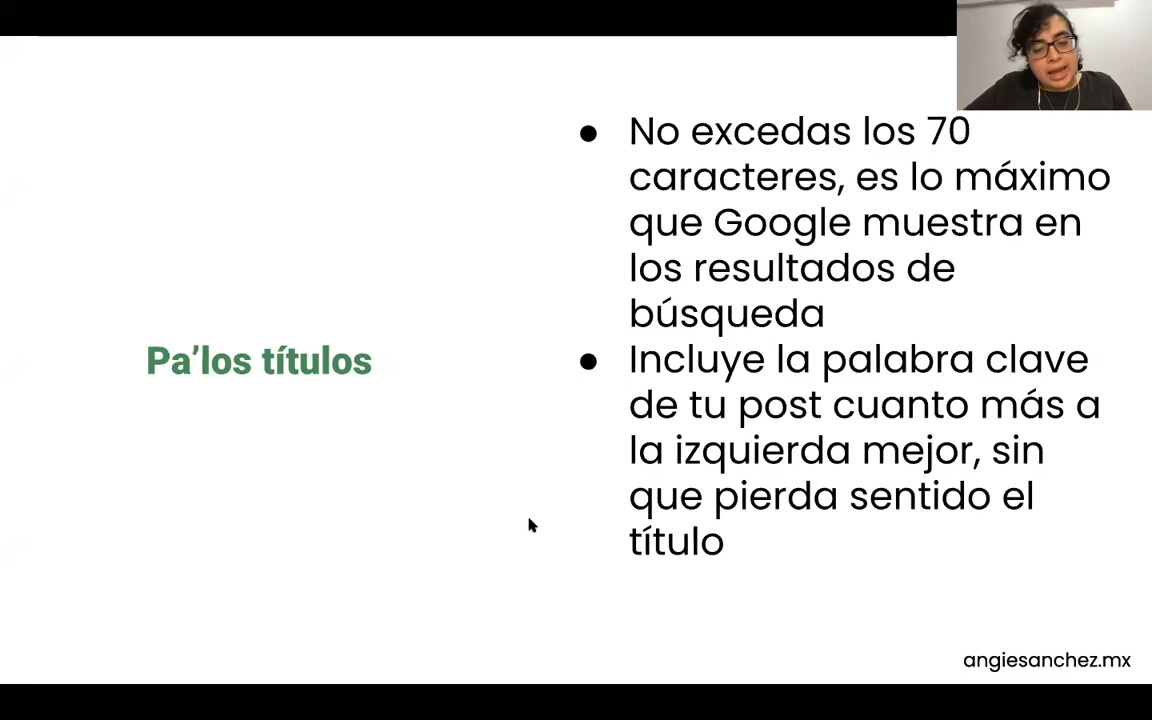 Pa’los títulos
● No excedas los 70
caracteres, es lo máximo
que Google muestra en
los resultados de
búsqueda
● Incluye la palabra clave
de tu post cuanto más a
la izquierda mejor, sin
que pierda sentido el
título
angiesanchez.mx